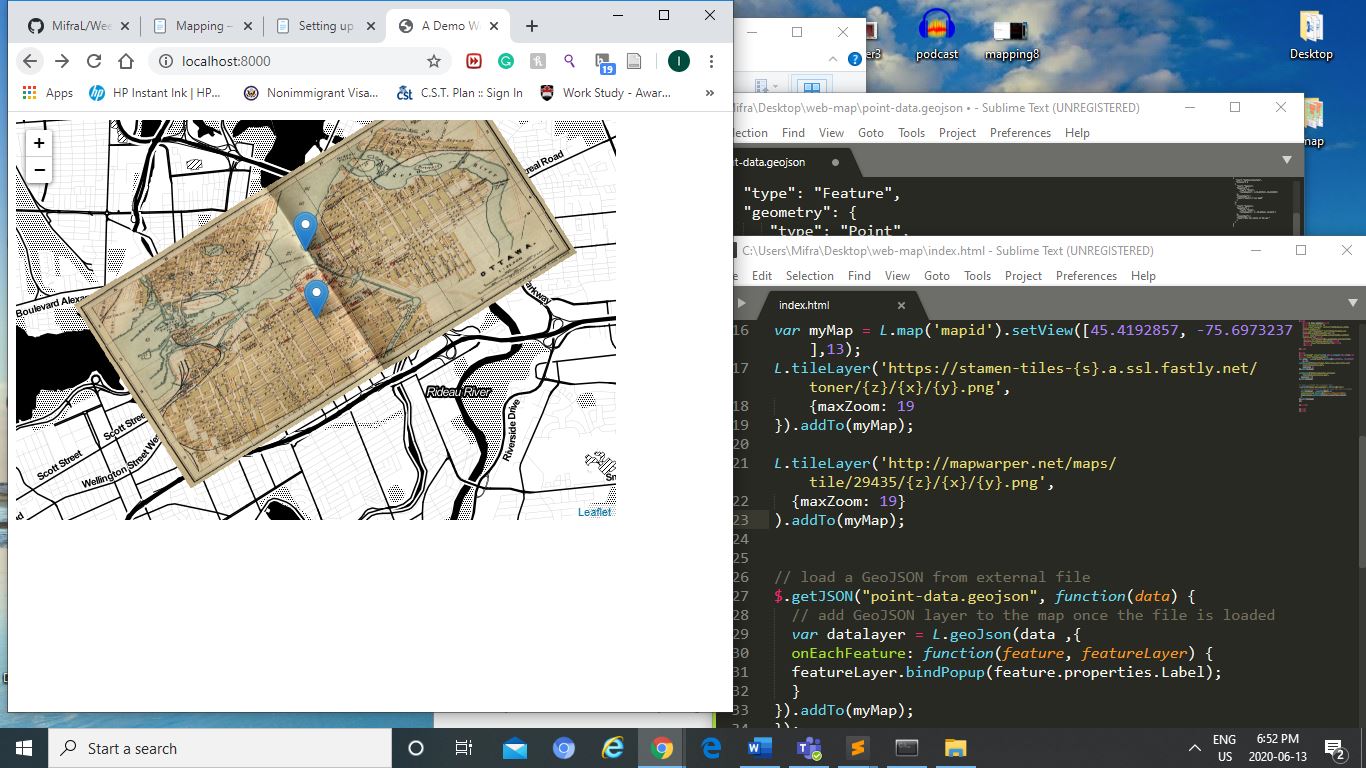 MifraL/We
Mapping –
Setting up
A Demo W
localhost:8000
19
I
Apps
HP Instant Ink | HP...
Nonimmigrant Visa...
C.S.T. Plan :: Sign In
Work Study - Awar...
»
+
−
real Road
OTTAWA
Boulevard Alexa
arkway
Rideau River
Riverside Drive
Scott Street
Scott Street
Wellington Street We
Leaflet
podcast
mapping8
Desktop
map
Mifra\Desktop\web-map\point-data.geojson • - Sublime Text (UNREGISTERED)
lection Find View Goto Tools Project Preferences Help
nt-data.geojson
"type": "Feature",
"geometry": {
"type": "Point",
C:\Users\Mifra\Desktop\web-map\index.html - Sublime Text (UNREGISTERED)
e Edit Selection Find View Goto Tools Project Preferences Help
index.html
16 var myMap = L.map('mapid').setView([45.4192857, -75.6973237
],13);
17 L.tileLayer('https://stamen-tiles-{s}.a.ssl.fastly.net/
toner/{z}/{x}/{y}.png',
18 {maxZoom: 19
19 }).addTo(myMap);
20
21 L.tileLayer('http://mapwarper.net/maps/
tile/29435/{z}/{x}/{y}.png',
22 {maxZoom: 19}
23 ).addTo(myMap);
24
25
26 // load a GeoJSON from external file
27 $.getJSON("point-data.geojson", function(data) {
28 // add GeoJSON layer to the map once the file is loaded
29 var datalayer = L.geoJson(data ,{
30 onEachFeature: function(feature, featureLayer) {
31 featureLayer.bindPopup(feature.properties.Label);
32 }
33 }).addTo(myMap);
34 });
Start a search
ENG
US
6:52 PM
2020-06-13
2